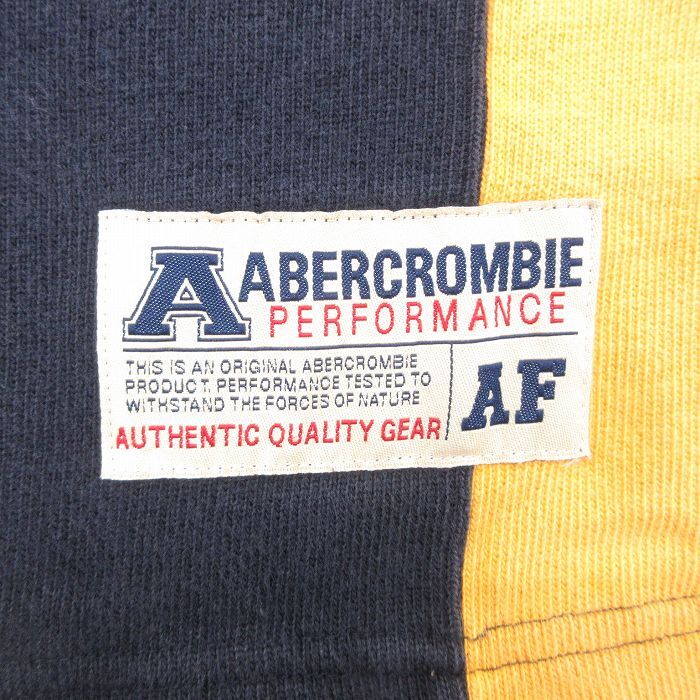 A ABERCROMBIE
PERFORMANCE
THIS IS AN ORIGINAL ABERCROMBIE
PRODUCT. PERFORMANCE TESTED TO
WITHSTAND THE FORCES OF NATURE
AUTHENTIC QUALITY GEAR
AF